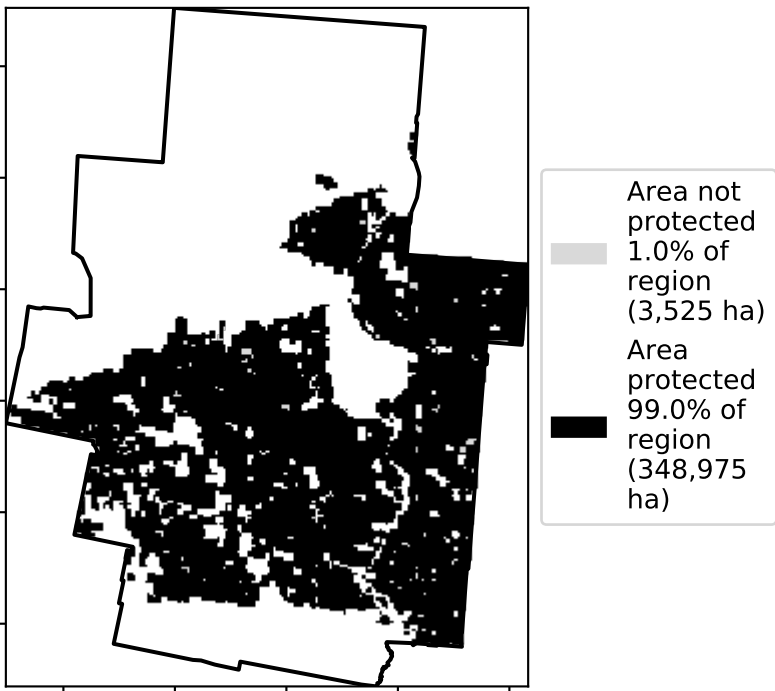 Area not
protected
1.0% of
region
(3,525 ha)
Area
protected
99.0% of
region
(348,975
ha)